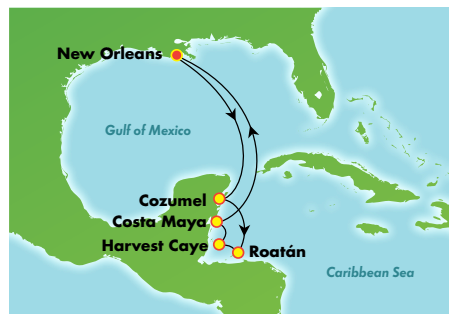 New Orleans
Gulf of Mexico
Cozumel
Costa Maya
Harvest Caye
Roatán
Caribbean Sea